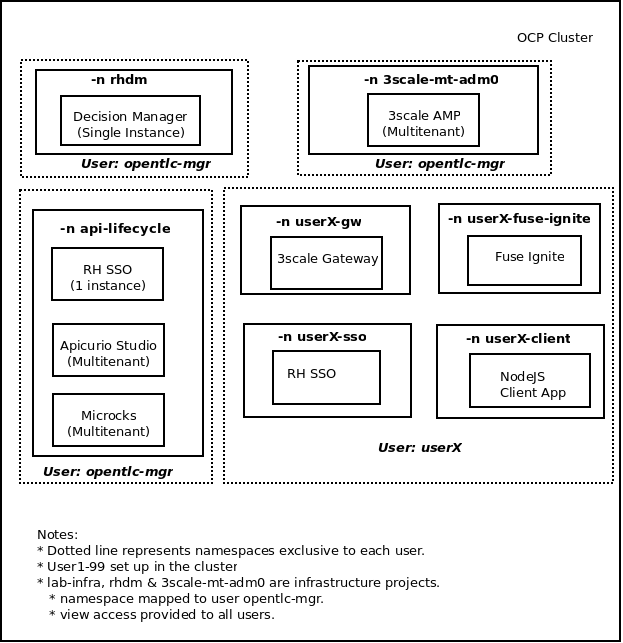 OCP Cluster
-n rhdm
Decision Manager
(Single Instance)
User: opentlc-mgr
-n 3scale-mt-adm0
3scale AMP
(Multitenant)
User: opentlc-mgr
-n api-lifecycle
RH SSO
(1 instance)
Apicurio Studio
(Multitenant)
Microcks
(Multitenant)
User: opentlc-mgr
-n userX-gw
3scale Gateway
-n userX-fuse-ignite
Fuse Ignite
-n userX-sso
RH SSO
-n userX-client
NodeJS
Client App
User: userX
Notes:
* Dotted line represents namespaces exclusive to each user.
* User1-99 set up in the cluster
* lab-infra, rhdm & 3scale-mt-adm0 are infrastructure projects.
* namespace mapped to user opentlc-mgr.
* view access provided to all users.